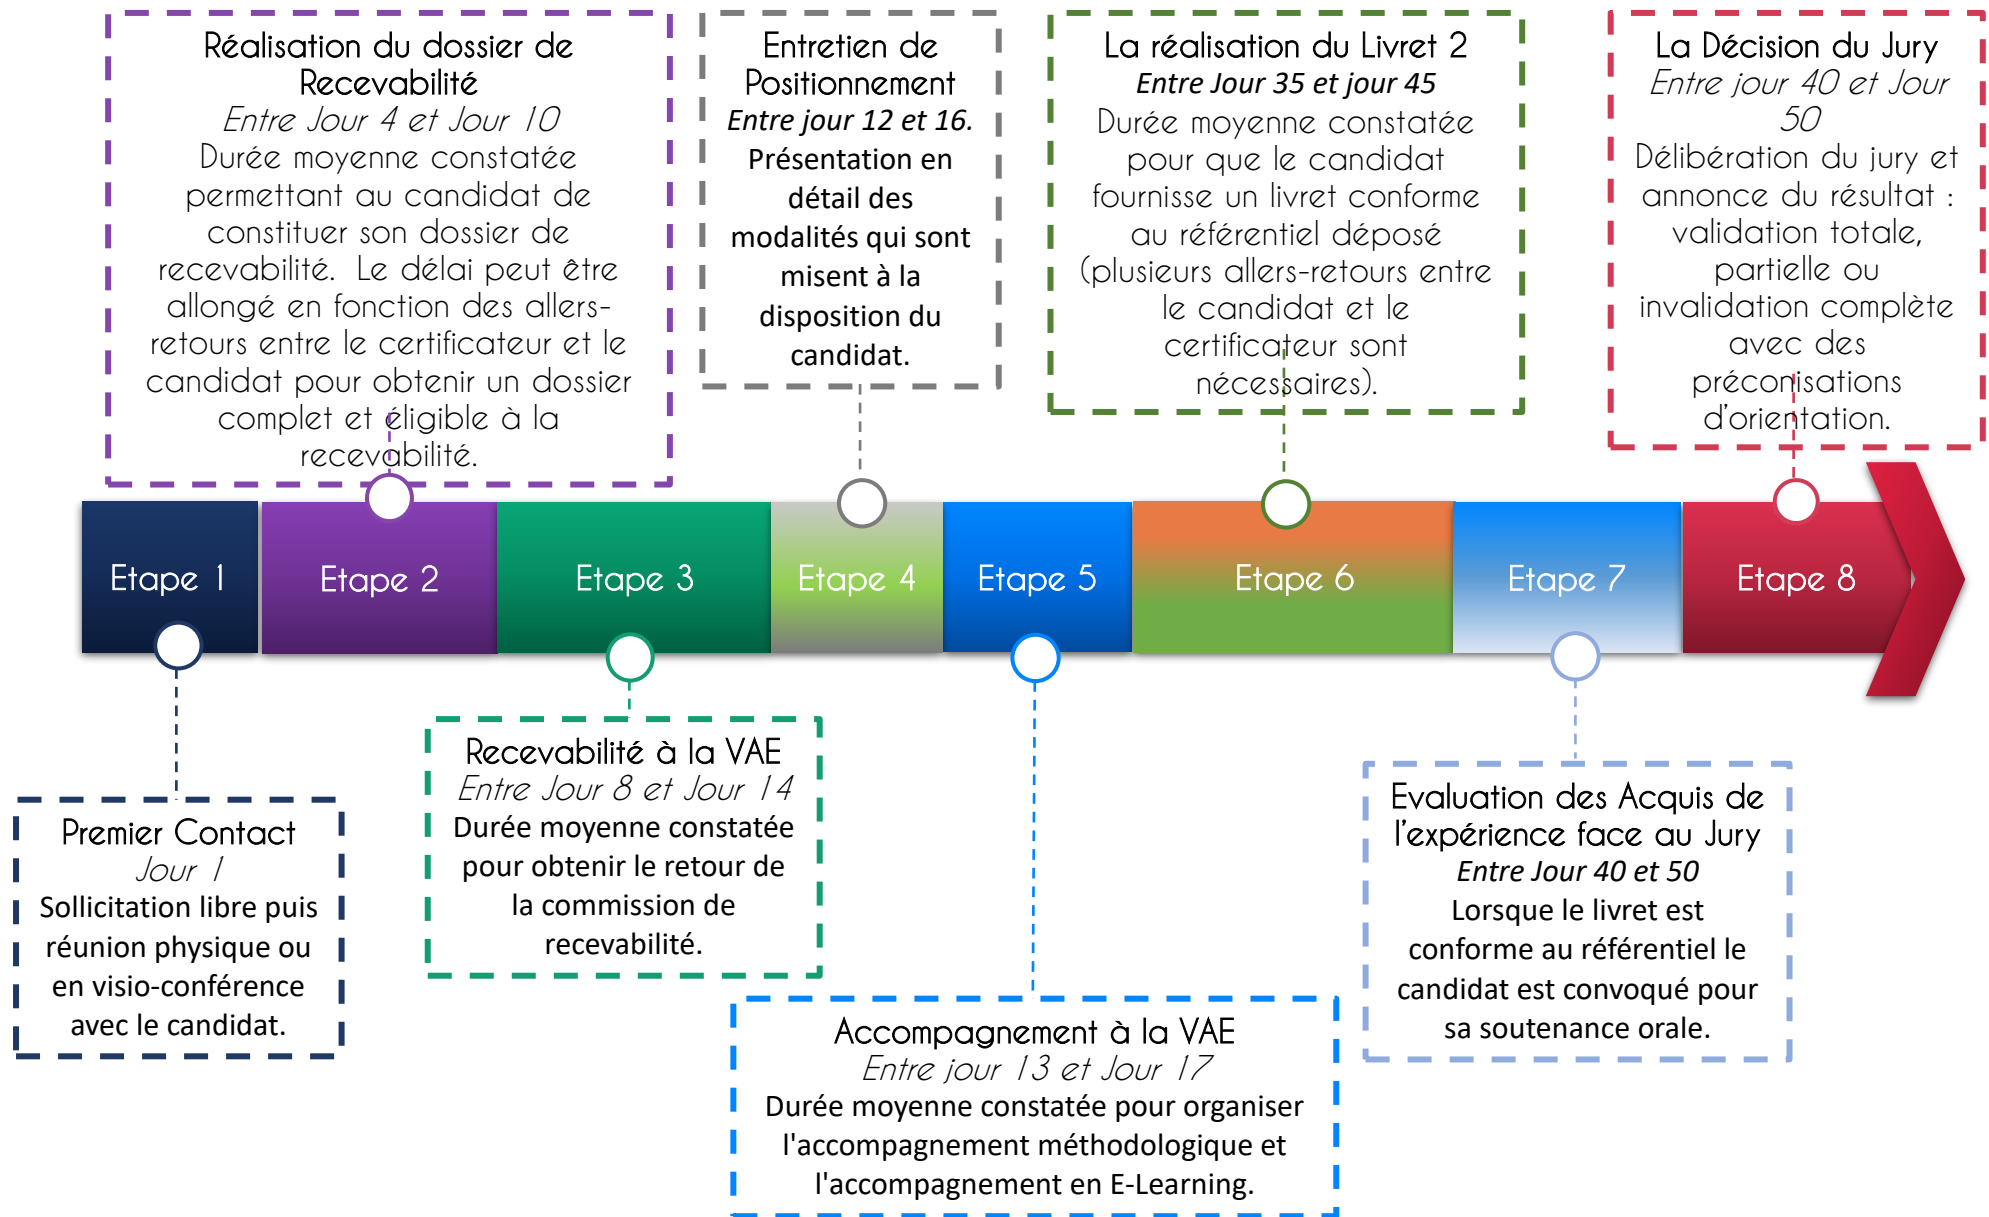 Réalisation du dossier de
Recevabilité
Entre Jour 4 et Jour 10
Durée moyenne constatée
permettant au candidat de
constituer son dossier de
recevabilité. Le délai peut être
allongé en fonction des allers-
retours entre le certificateur et le
candidat pour obtenir un dossier
complet et éligible à la
recevabilité.
Entretien de
Positionnement
Entre jour 12 et 16.
Présentation en
détail des
modalités qui sont
misent à la
disposition du
candidat.
La réalisation du Livret 2
Entre Jour 35 et jour 45
Durée moyenne constatée
pour que le candidat
fournisse un livret conforme
au référentiel déposé
(plusieurs allers-retours entre
le candidat et le
certificateur sont
nécessaires).
La Décision du Jury
Entre jour 40 et Jour
50
Délibération du jury et
annonce du résultat :
validation totale,
partielle ou
invalidation complète
avec des
préconisations
d'orientation.
Etape 1
Etape 2
Etape 3
Etape 4
Etape 5
Etape 6
Etape 7
Etape 8
Premier Contact
Jour 1
Sollicitation libre puis
réunion physique ou
en visio-conférence
avec le candidat.
Recevabilité à la VAE
Entre Jour 8 et Jour 14
Durée moyenne constatée
pour obtenir le retour de
la commission de
recevabilité.
Accompagnement à la VAE
Entre jour 13 et Jour 17
Durée moyenne constatée pour organiser
l'accompagnement méthodologique et
l'accompagnement en E-Learning.
Evaluation des Acquis de
l'expérience face au Jury
Entre Jour 40 et 50
Lorsque le livret est
conforme au référentiel le
candidat est convoqué pour
sa soutenance orale.